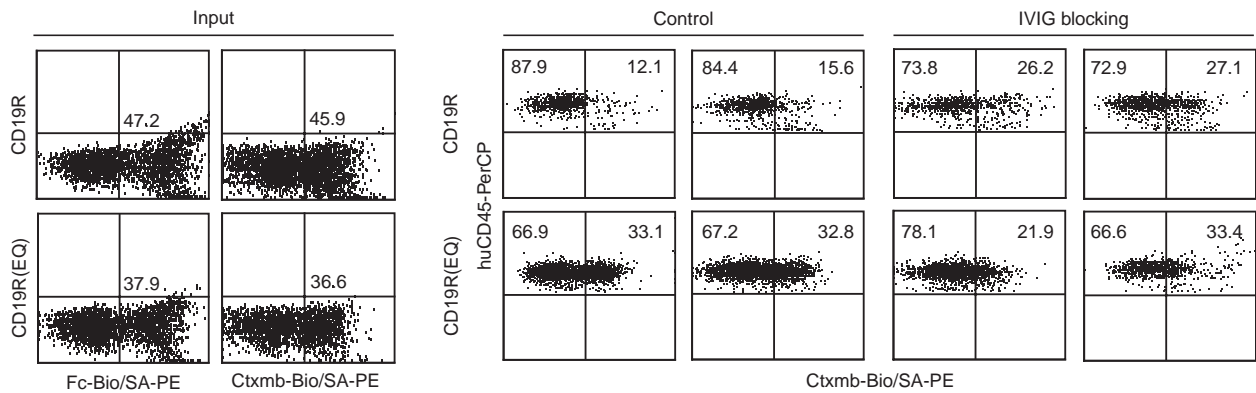 Input
Control
IVIG blocking
CD19R
47.2
45.9
CD19R(EQ)
37.9
36.6
Fc-Bio/SA-PE
Ctxmb-Bio/SA-PE
huCD45-PerCP
CD19R
87.9 12.1
84.4 15.6
73.8 26.2
72.9 27.1
CD19R(EQ)
66.9 33.1
67.2 32.8
78.1 21.9
66.6 33.4
Ctxmb-Bio/SA-PE